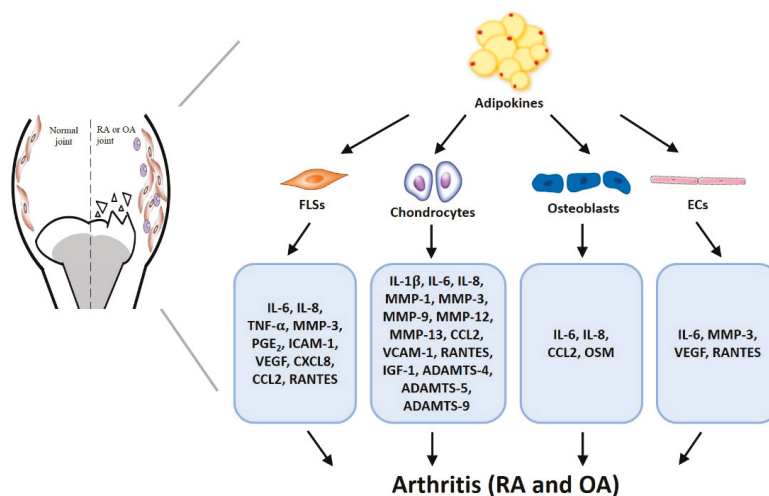 Adipokines
Normal
joint
RA or OA
joint
FLSs
Chondrocytes
Osteoblasts
ECs
IL-6, IL-8,
TNF-α, MMP-3,
PGE₂, ICAM-1,
VEGF, CXCL8,
CCL2, RANTES
IL-1β, IL-6, IL-8,
MMP-1, MMP-3,
MMP-9, MMP-12,
MMP-13, CCL2,
VCAM-1, RANTES,
IGF-1, ADAMTS-4,
ADAMTS-5,
ADAMTS-9
IL-6, IL-8,
CCL2, OSM
IL-6, MMP-3,
VEGF, RANTES
Arthritis (RA and OA)